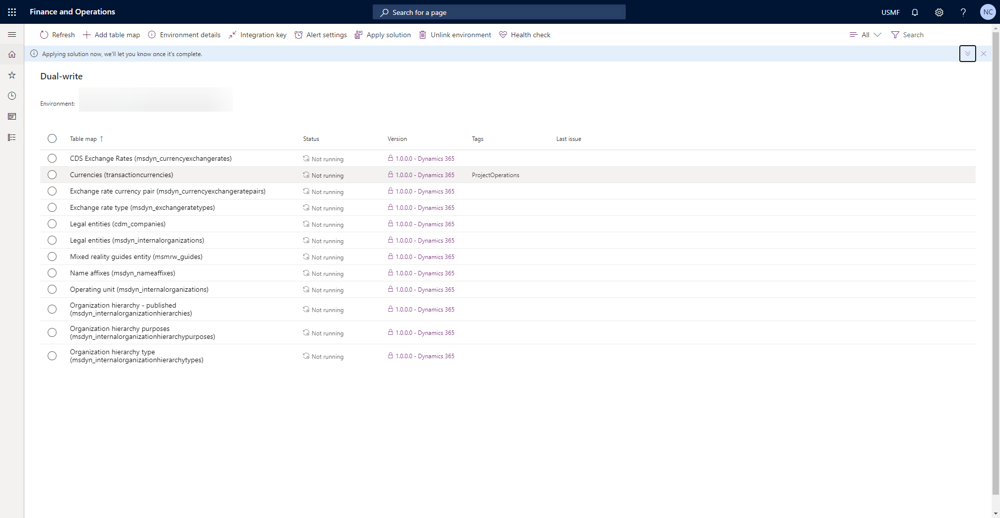 Finance and Operations
Search for a page
USMF
NC
Refresh
Add table map
Environment details
Integration key
Alert settings
Apply solution
Unlink environment
Health check
All
Search
Applying solution now, we'll let you know once it's complete.
Dual-write
Environment:
Table map ↑ Status Version Tags Last issue
CDS Exchange Rates (msdyn_currencyexchangerates) Not running 1.0.0.0 - Dynamics 365
Currencies (transactioncurrencies) Not running 1.0.0.0 - Dynamics 365 ProjectOperations
Exchange rate currency pair (msdyn_currencyexchangeratepairs) Not running 1.0.0.0 - Dynamics 365
Exchange rate type (msdyn_exchangeratetypes) Not running 1.0.0.0 - Dynamics 365
Legal entities (cdm_companies) Not running 1.0.0.0 - Dynamics 365
Legal entities (msdyn_internalorganizations) Not running 1.0.0.0 - Dynamics 365
Mixed reality guides entity (msmrw_guides) Not running 1.0.0.0 - Dynamics 365
Name affixes (msdyn_nameaffixes) Not running 1.0.0.0 - Dynamics 365
Operating unit (msdyn_internalorganizations) Not running 1.0.0.0 - Dynamics 365
Organization hierarchy - published
(msdyn_internalorganizationhierarchies) Not running 1.0.0.0 - Dynamics 365
Organization hierarchy purposes
(msdyn_internalorganizationhierarchypurposes) Not running 1.0.0.0 - Dynamics 365
Organization hierarchy type
(msdyn_internalorganizationhierarchytypes) Not running 1.0.0.0 - Dynamics 365